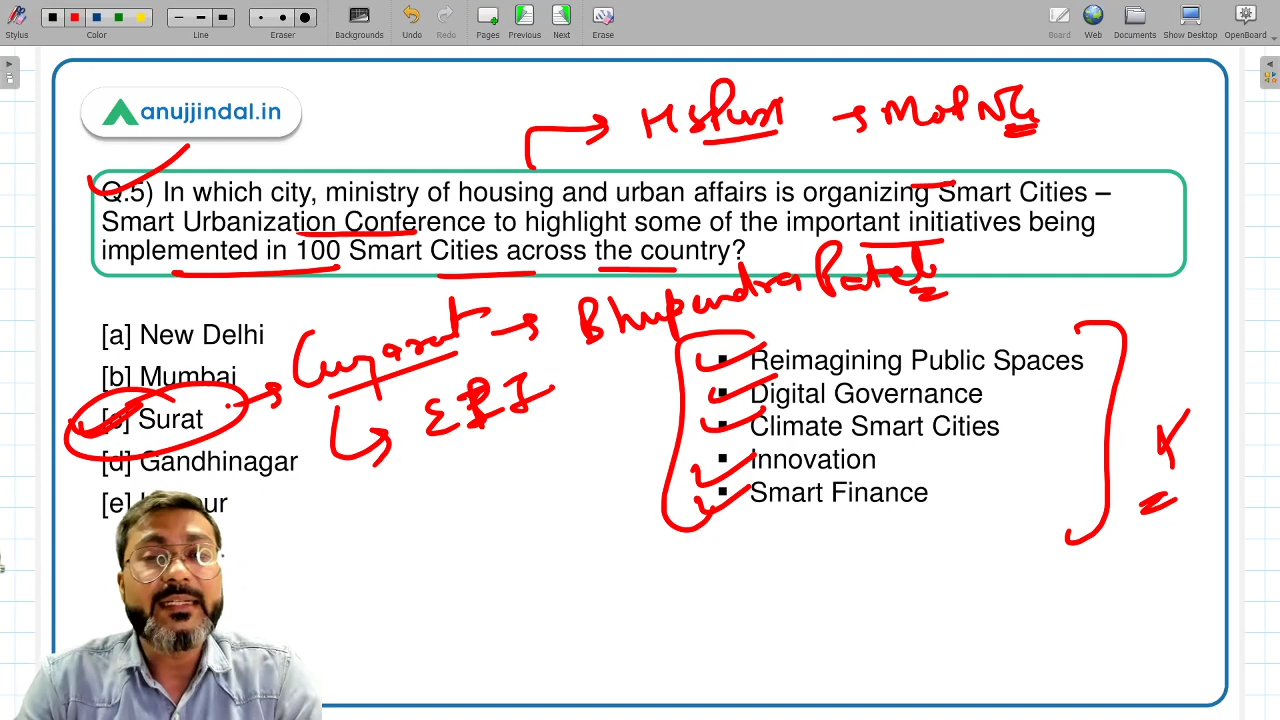 Stylus
Color
Line
Eraser
Backgrounds
Undo
Redo
Pages
Previous
Next
Erase
Board
Web
Documents
Show Desktop
OpenBoard
anujjindal.in
HSPuri → MoPNG
Q.5) In which city, ministry of housing and urban affairs is organizing Smart Cities –
Smart Urbanization Conference to highlight some of the important initiatives being
implemented in 100 Smart Cities across the country?
[a] New Delhi
[b] Mumbai
[c] Surat
[d] Gandhinagar
[e]
Gujarat → Bhupendra Patel
EPI
Reimagining Public Spaces
Digital Governance
Climate Smart Cities
Innovation
Smart Finance